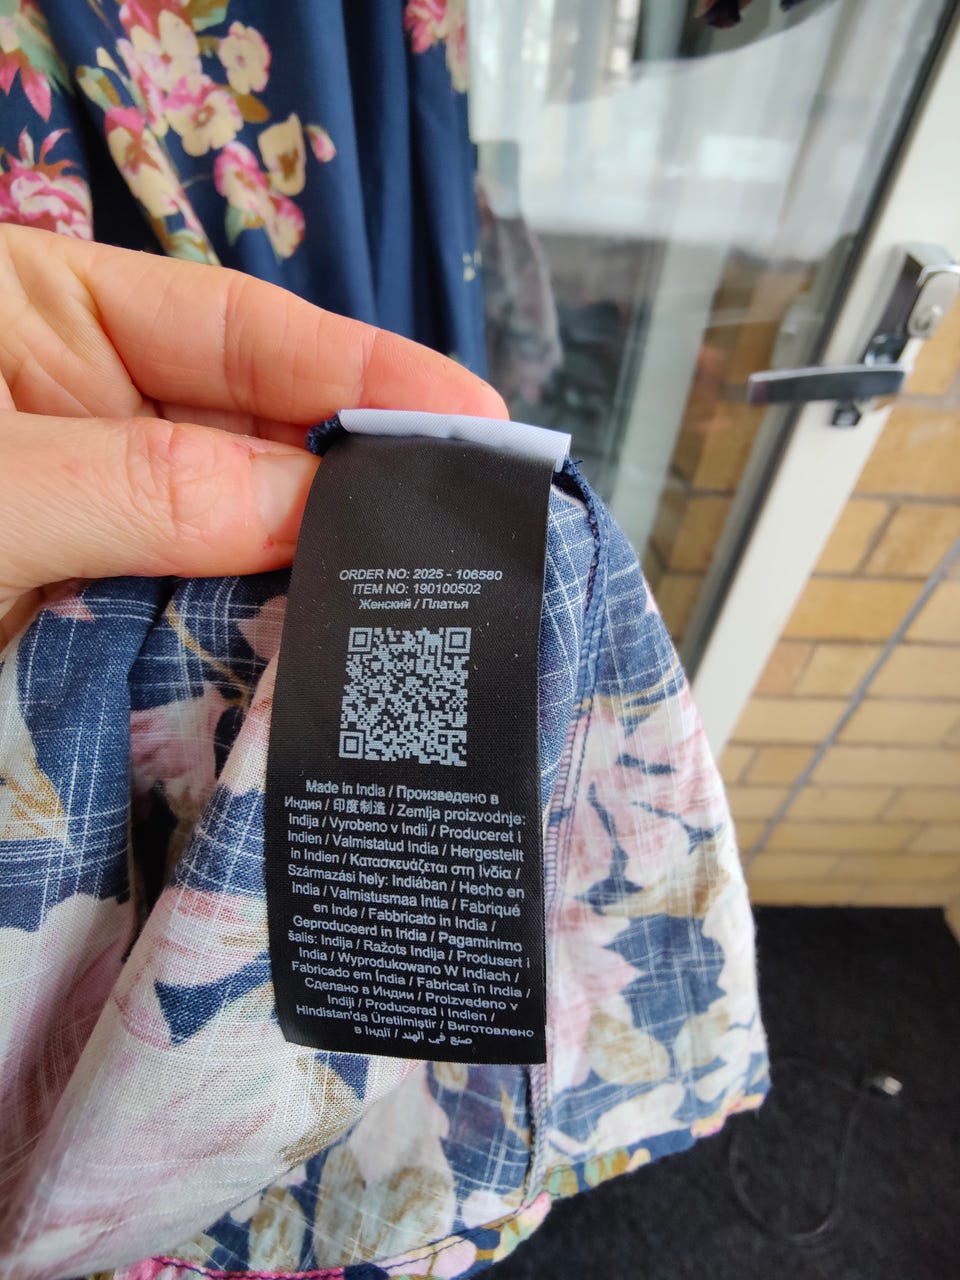 ORDER NO: 2025 - 106580
ITEM NO: 190100502
Женский / Платья
Made in India / Произведено в
Индия / 印度制造 / Zemlja proizvodnje:
Indija / Vyrobeno v Indii / Produceret i
Indien / Valmistatud India / Hergestellt
in Indien / Κατασκευάζεται στη Ινδία /
Származási hely: Indiában / Hecho en
India / Valmistusmaa Intia / Fabriqué
en Inde / Fabbricato in India /
Geproduceerd in India / Pagaminimo
šalis: Indija / Ražots Indija / Produsert i
India / Wyprodukowano W Indiach /
Fabricado em Índia / Fabricat în India /
Сделано в Индии / Proizvedeno v
Indiji / Producerad i Indien /
Hindistan'da Üretilmiştir / Виготовлено
в Індії / صنع في الهند